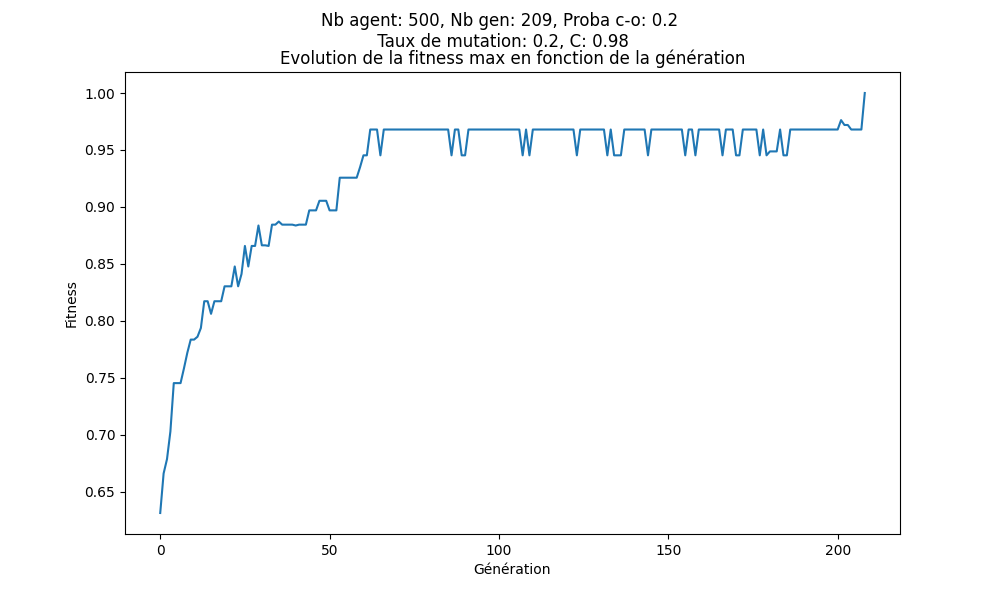 Nb agent: 500, Nb gen: 209, Proba c-o: 0.2
Taux de mutation: 0.2, C: 0.98
Evolution de la fitness max en fonction de la génération
1.00
0.95
0.90
0.85
0.80
0.75
0.70
0.65
Fitness
0
50
100
150
200
Génération